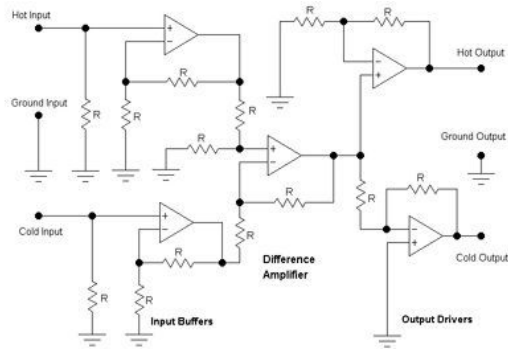 Hot Input
Ground Input
Cold Input
R
R
R
R
R
R
R
R
R
R
R
R
R
R
+
−
+
−
+
−
−
+
−
+
Input Buffers
Difference
Amplifier
Output Drivers
Hot Output
Ground Output
Cold Output